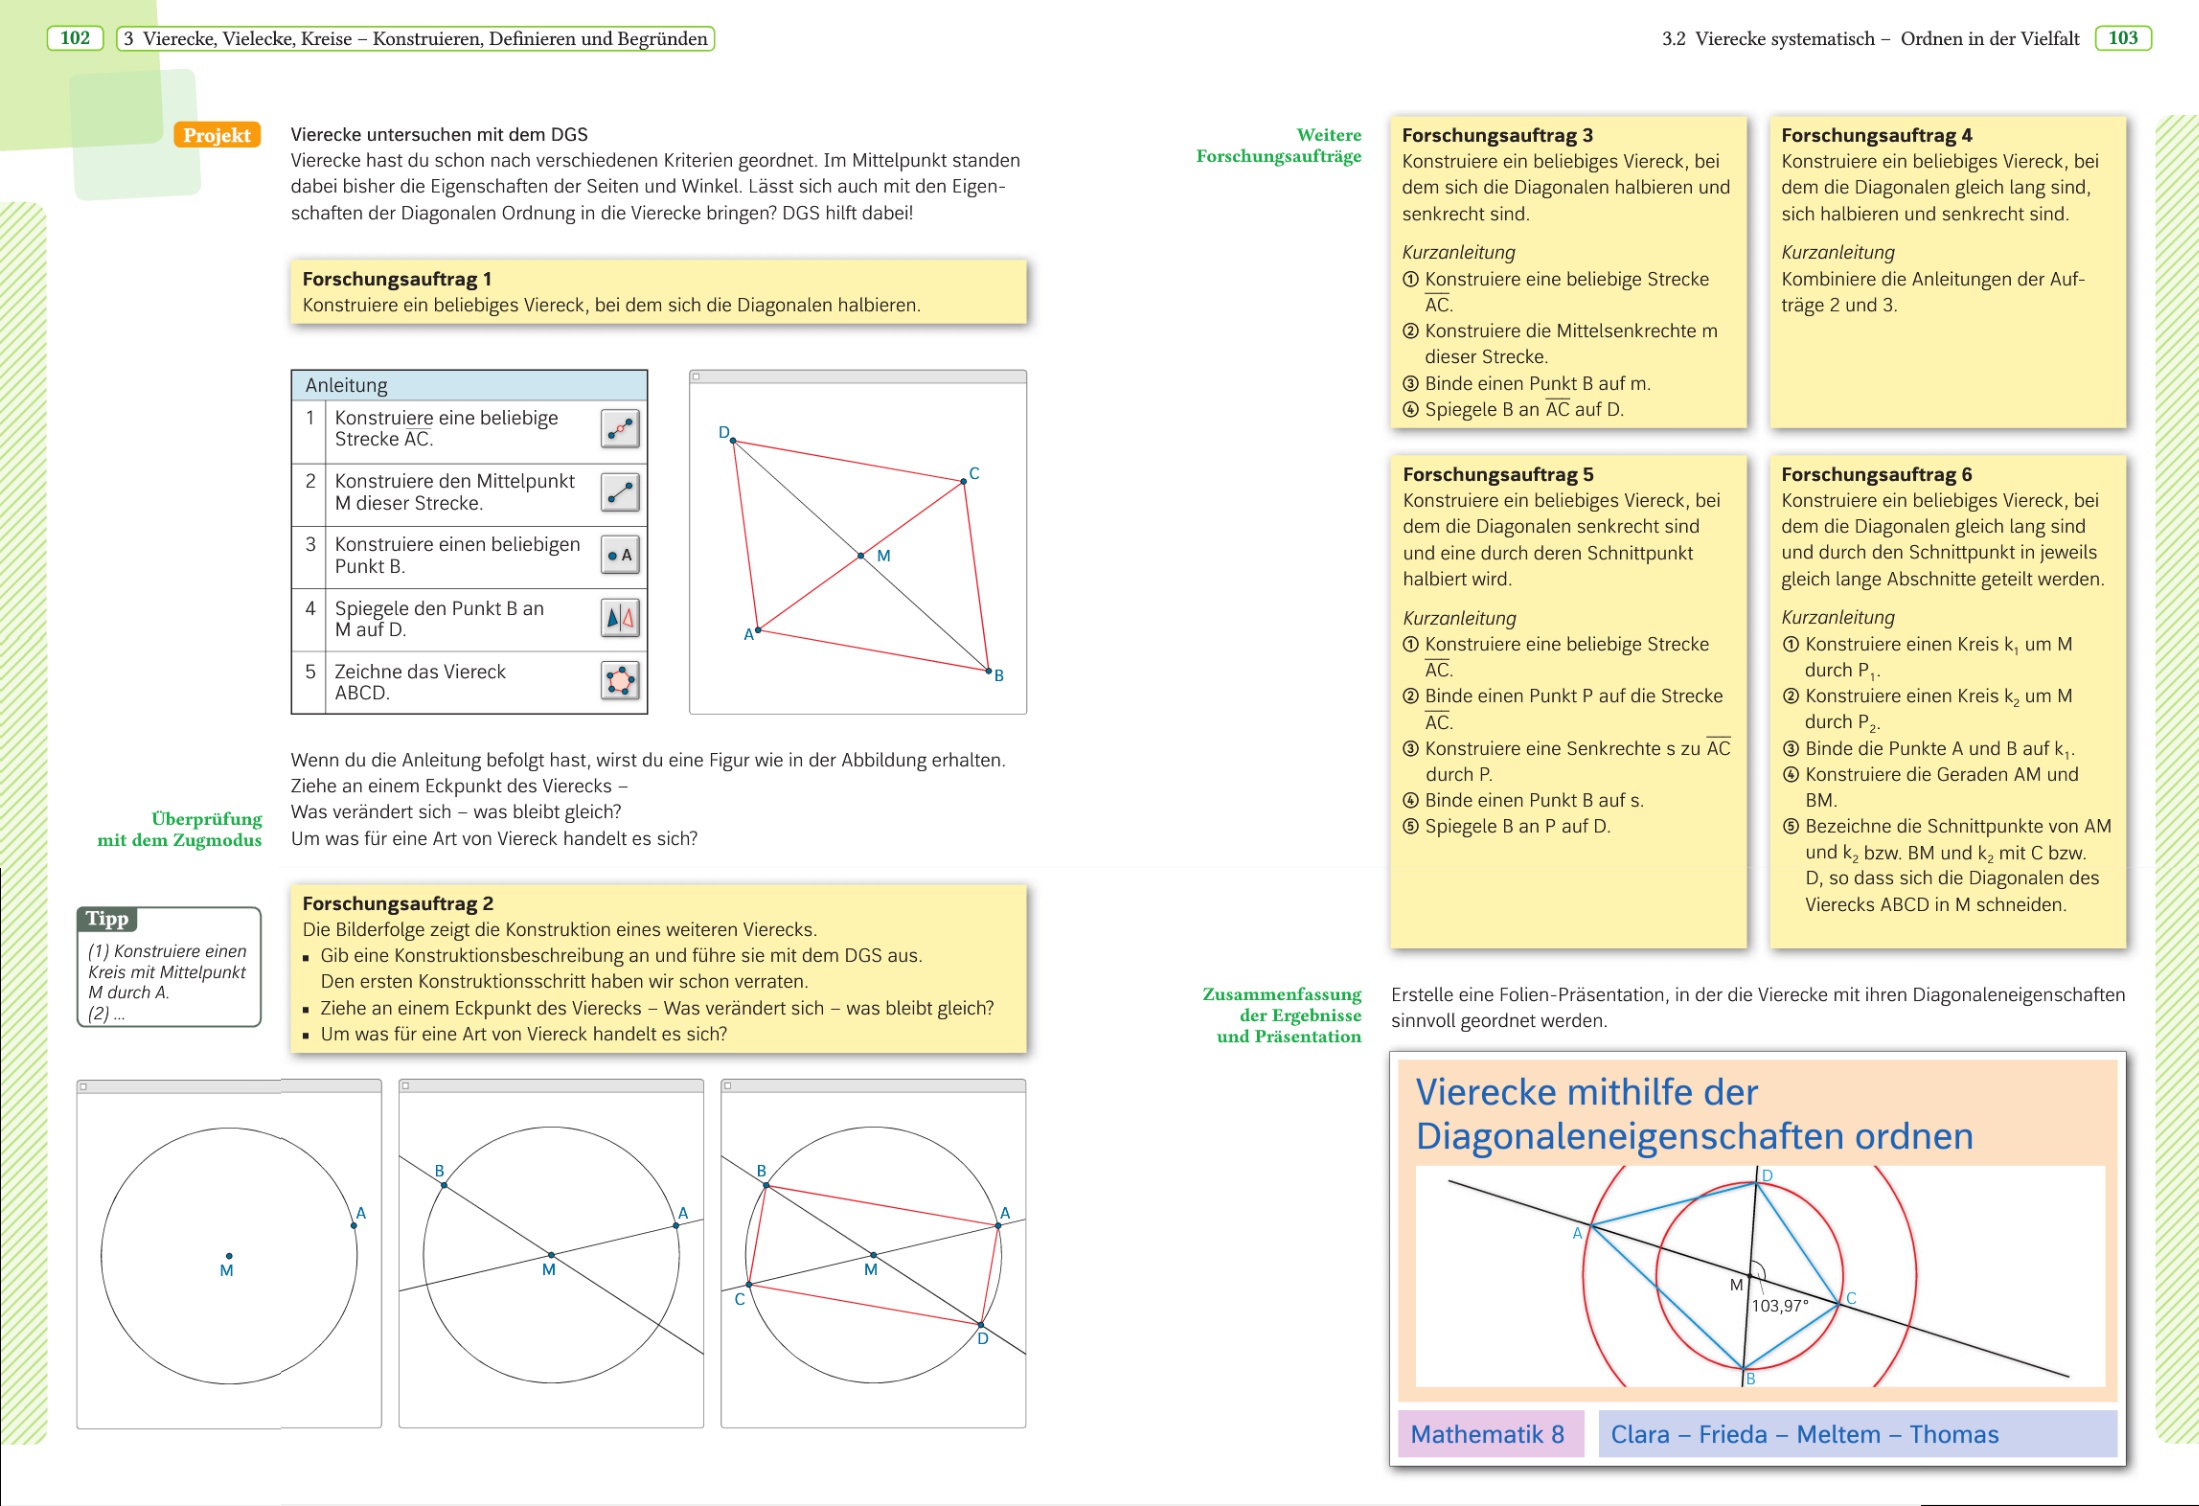 102 3 Vierecke, Vielecke, Kreise – Konstruieren, Definieren und Begründen
Projekt
Vierecke untersuchen mit dem DGS
Vierecke hast du schon nach verschiedenen Kriterien geordnet. Im Mittelpunkt standen
dabei bisher die Eigenschaften der Seiten und Winkel. Lässt sich auch mit den Eigen-
schaften der Diagonalen Ordnung in die Vierecke bringen? DGS hilft dabei!
Forschungsauftrag 1
Konstruiere ein beliebiges Viereck, bei dem sich die Diagonalen halbieren.
Anleitung
1 Konstruiere eine beliebige
Strecke A̅C̅.
2 Konstruiere den Mittelpunkt
M dieser Strecke.
3 Konstruiere einen beliebigen
Punkt B.
A
4 Spiegele den Punkt B an
M auf D.
5 Zeichne das Viereck
ABCD.
D
C
M
A
B
Wenn du die Anleitung befolgt hast, wirst du eine Figur wie in der Abbildung erhalten.
Ziehe an einem Eckpunkt des Vierecks –
Was verändert sich – was bleibt gleich?
Um was für eine Art von Viereck handelt es sich?
Überprüfung
mit dem Zugmodus
Forschungsauftrag 2
Die Bilderfolge zeigt die Konstruktion eines weiteren Vierecks.
▪ Gib eine Konstruktionsbeschreibung an und führe sie mit dem DGS aus.
Den ersten Konstruktionsschritt haben wir schon verraten.
▪ Ziehe an einem Eckpunkt des Vierecks – Was verändert sich – was bleibt gleich?
▪ Um was für eine Art von Viereck handelt es sich?
Tipp
(1) Konstruiere einen
Kreis mit Mittelpunkt
M durch A.
(2) ...
A
M
B
A
M
B
A
M
C
D
3.2 Vierecke systematisch – Ordnen in der Vielfalt 103
Weitere
Forschungsaufträge
Forschungsauftrag 3
Konstruiere ein beliebiges Viereck, bei
dem sich die Diagonalen halbieren und
senkrecht sind.
Kurzanleitung
① Konstruiere eine beliebige Strecke
A̅C̅.
② Konstruiere die Mittelsenkrechte m
dieser Strecke.
③ Binde einen Punkt B auf m.
④ Spiegele B an A̅C̅ auf D.
Forschungsauftrag 4
Konstruiere ein beliebiges Viereck, bei
dem die Diagonalen gleich lang sind,
sich halbieren und senkrecht sind.
Kurzanleitung
Kombiniere die Anleitungen der Auf-
träge 2 und 3.
Forschungsauftrag 5
Konstruiere ein beliebiges Viereck, bei
dem die Diagonalen senkrecht sind
und eine durch deren Schnittpunkt
halbiert wird.
Kurzanleitung
① Konstruiere eine beliebige Strecke
A̅C̅.
② Binde einen Punkt P auf die Strecke
A̅C̅.
③ Konstruiere eine Senkrechte s zu A̅C̅
durch P.
④ Binde einen Punkt B auf s.
⑤ Spiegele B an P auf D.
Forschungsauftrag 6
Konstruiere ein beliebiges Viereck, bei
dem die Diagonalen gleich lang sind
und durch den Schnittpunkt in jeweils
gleich lange Abschnitte geteilt werden.
Kurzanleitung
① Konstruiere einen Kreis k₁ um M
durch P₁.
② Konstruiere einen Kreis k₂ um M
durch P₂.
③ Binde die Punkte A und B auf k₁.
④ Konstruiere die Geraden AM und
BM.
⑤ Bezeichne die Schnittpunkte von AM
und k₂ bzw. BM und k₂ mit C bzw.
D, so dass sich die Diagonalen des
Vierecks ABCD in M schneiden.
Zusammenfassung
der Ergebnisse
und Präsentation
Erstelle eine Folien-Präsentation, in der die Vierecke mit ihren Diagonaleneigenschaften
sinnvoll geordnet werden.
Vierecke mithilfe der
Diagonaleneigenschaften ordnen
D
A
M
103,97°
C
B
Mathematik 8
Clara – Frieda – Meltem – Thomas